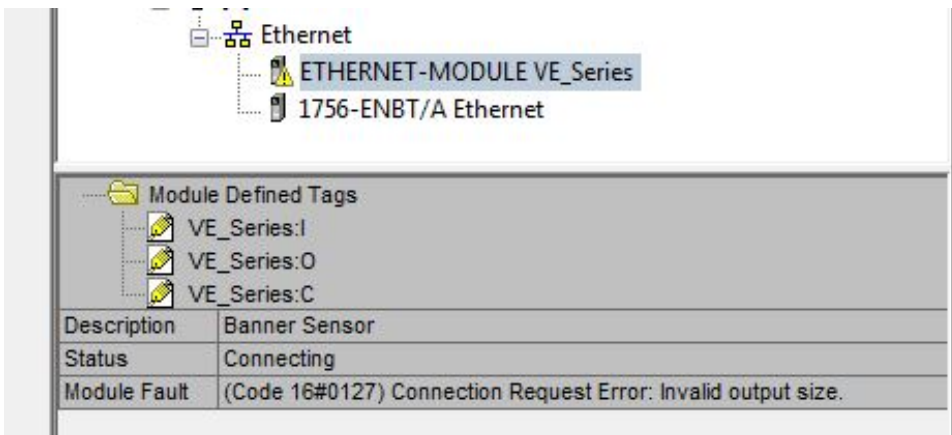 Ethernet
ETHERNET-MODULE VE_Series
1756-ENBT/A Ethernet
Module Defined Tags
VE_Series:I
VE_Series:O
VE_Series:C
Description Banner Sensor
Status Connecting
Module Fault (Code 16#0127) Connection Request Error: Invalid output size.